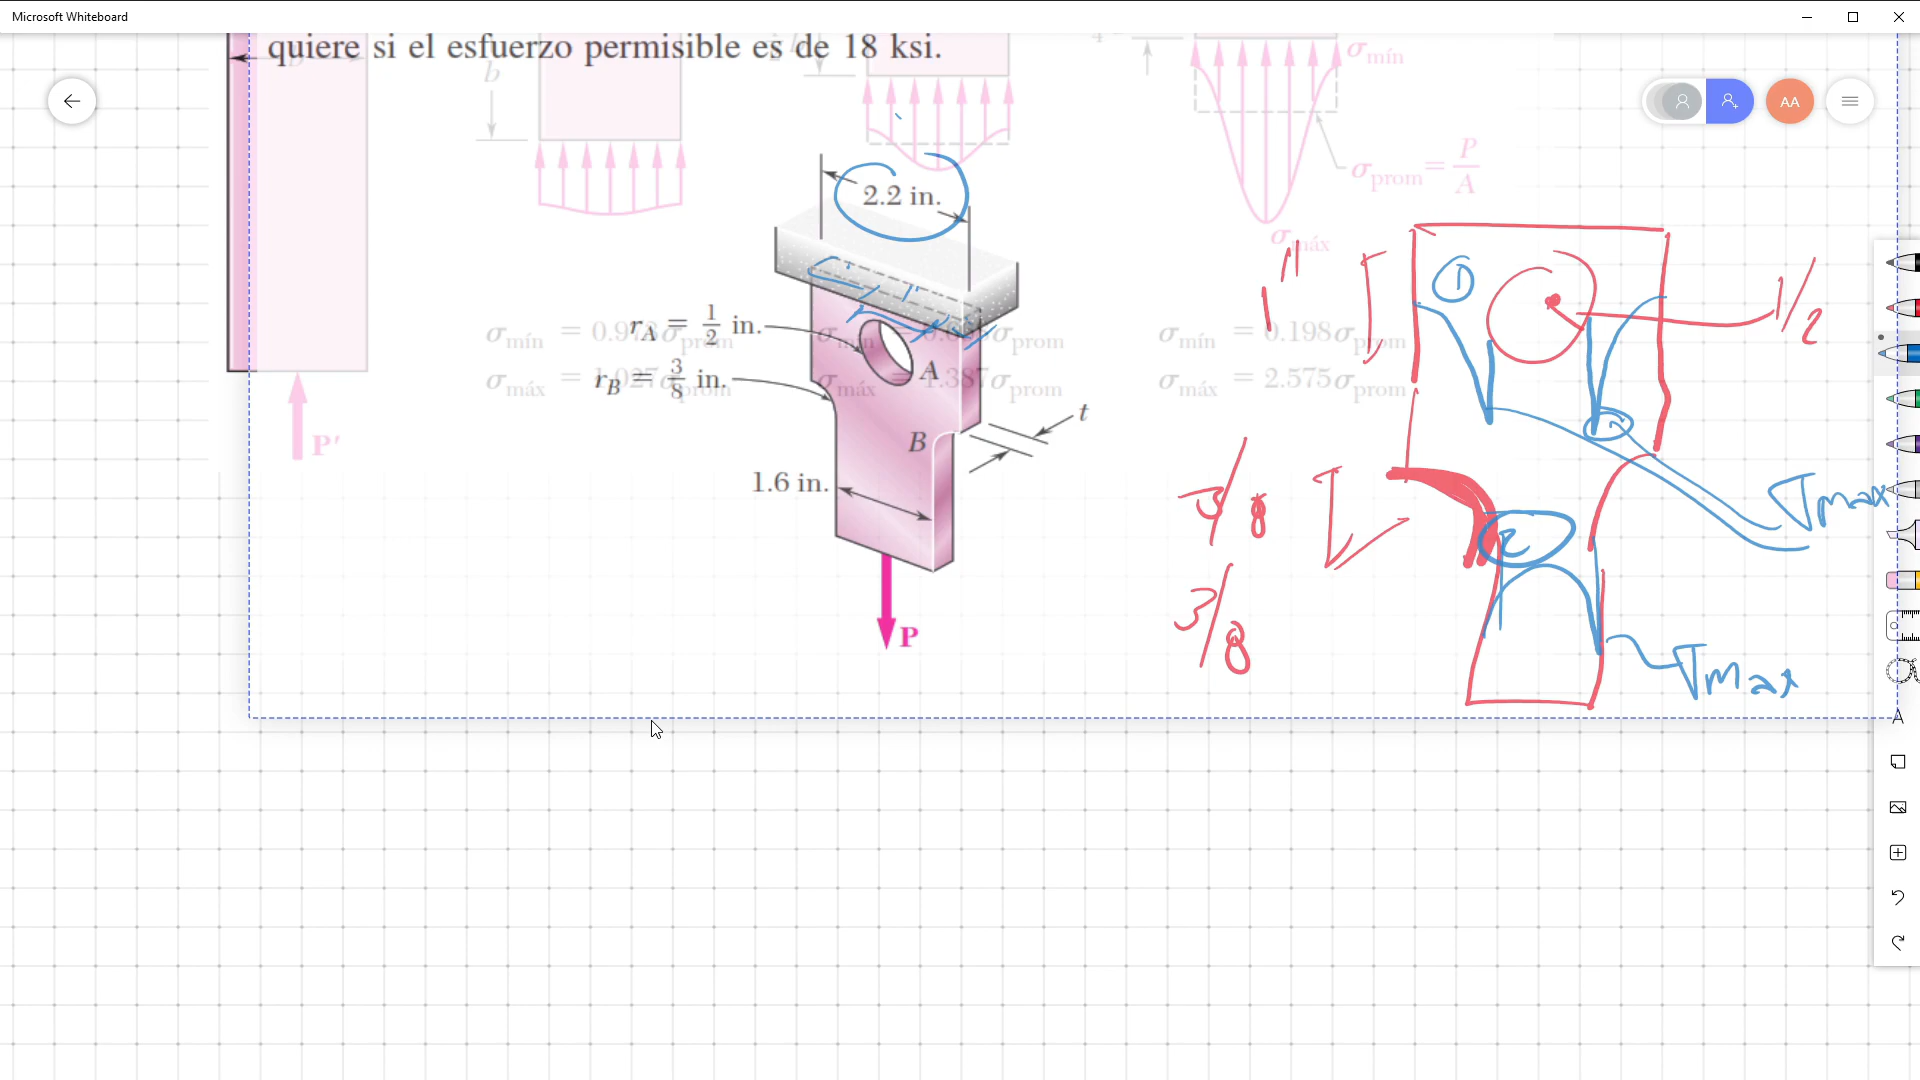 Microsoft Whiteboard
quiere si el esfuerzo permisible es de 18 ksi.
b
σmín
σprom = P/A
σmáx
AA
2.2 in.
1"
1/2
①
rA = 1/2 in.
A
rB = 3/8 in.
σmín = 0.198σprom
σmáx = 2.575σprom
t
B
P'
1.6 in.
3/8
②
σmax
3/8
P
σmax